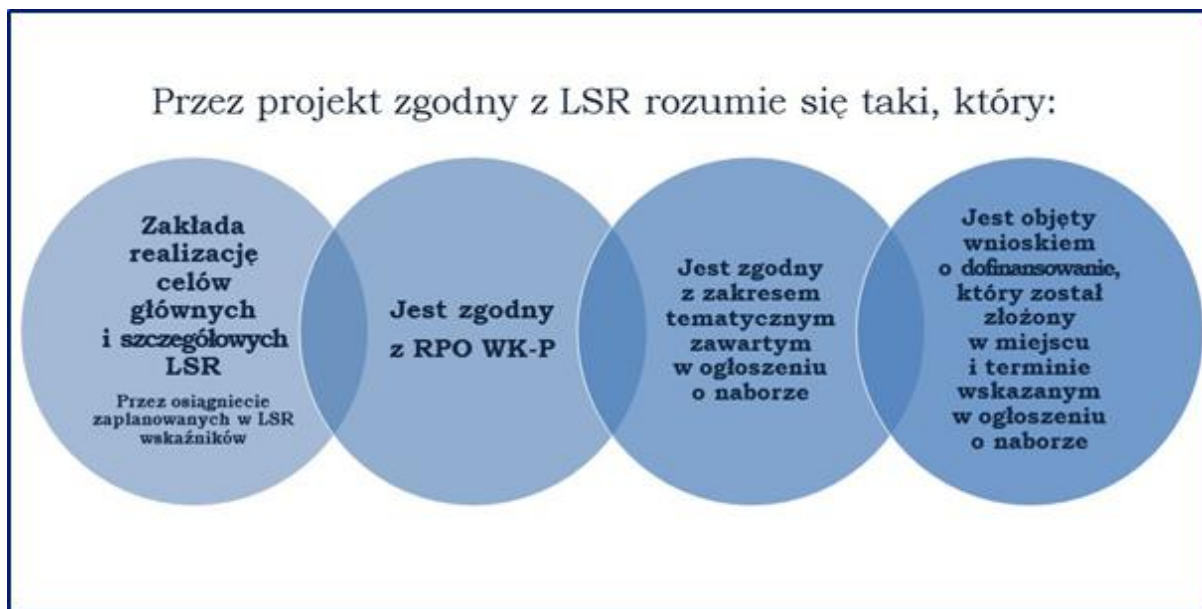 Przez projekt zgodny z LSR rozumie się taki, który:
Zakłada
realizację
celów
głównych
i szczegółowych
LSR
Przez osiągniecie
zaplanowanych w LSR
wskaźników
Jest zgodny
z RPO WK-P
Jest zgodny
z zakresem
tematycznym
zawartym
w ogłoszeniu
o naborze
Jest objęty
wnioskiem
o dofinansowanie,
który został
złożony
w miejscu
i terminie
wskazanym
w ogłoszeniu
o naborze